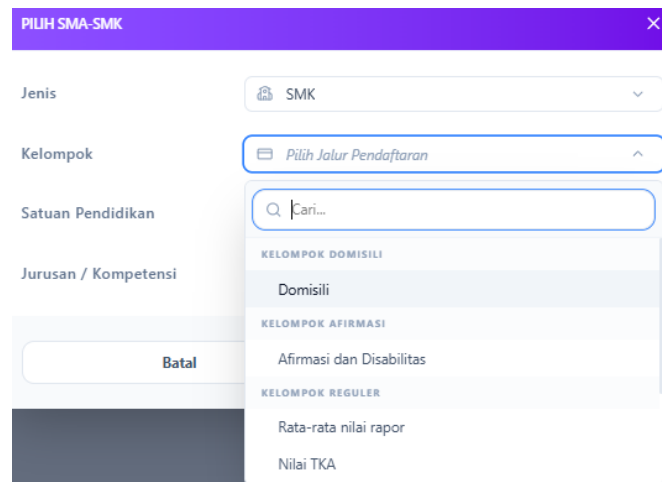 PILIH SMA-SMK
Jenis
SMK
Kelompok
Pilih Jalur Pendaftaran
Satuan Pendidikan
Cari...
KELOMPOK DOMISILI
Jurusan / Kompetensi
Domisili
KELOMPOK AFIRMASI
Batal
Afirmasi dan Disabilitas
KELOMPOK REGULER
Rata-rata nilai rapor
Nilai TKA